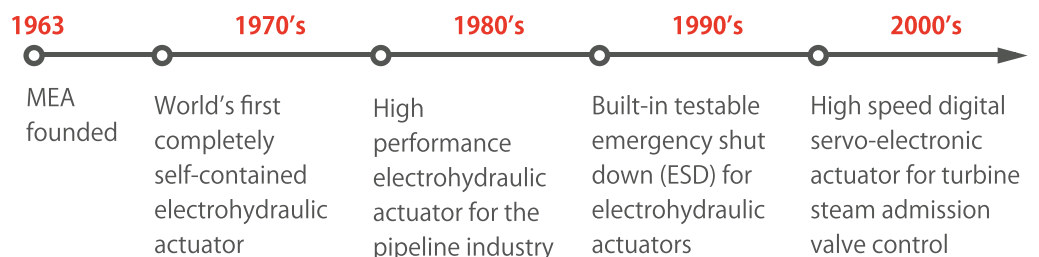 1963
1970's
1980's
1990's
2000's
MEA
founded
World's first
completely
self-contained
electrohydraulic
actuator
High
performance
electrohydraulic
actuator for the
pipeline industry
Built-in testable
emergency shut
down (ESD) for
electrohydraulic
actuators
High speed digital
servo-electronic
actuator for turbine
steam admission
valve control